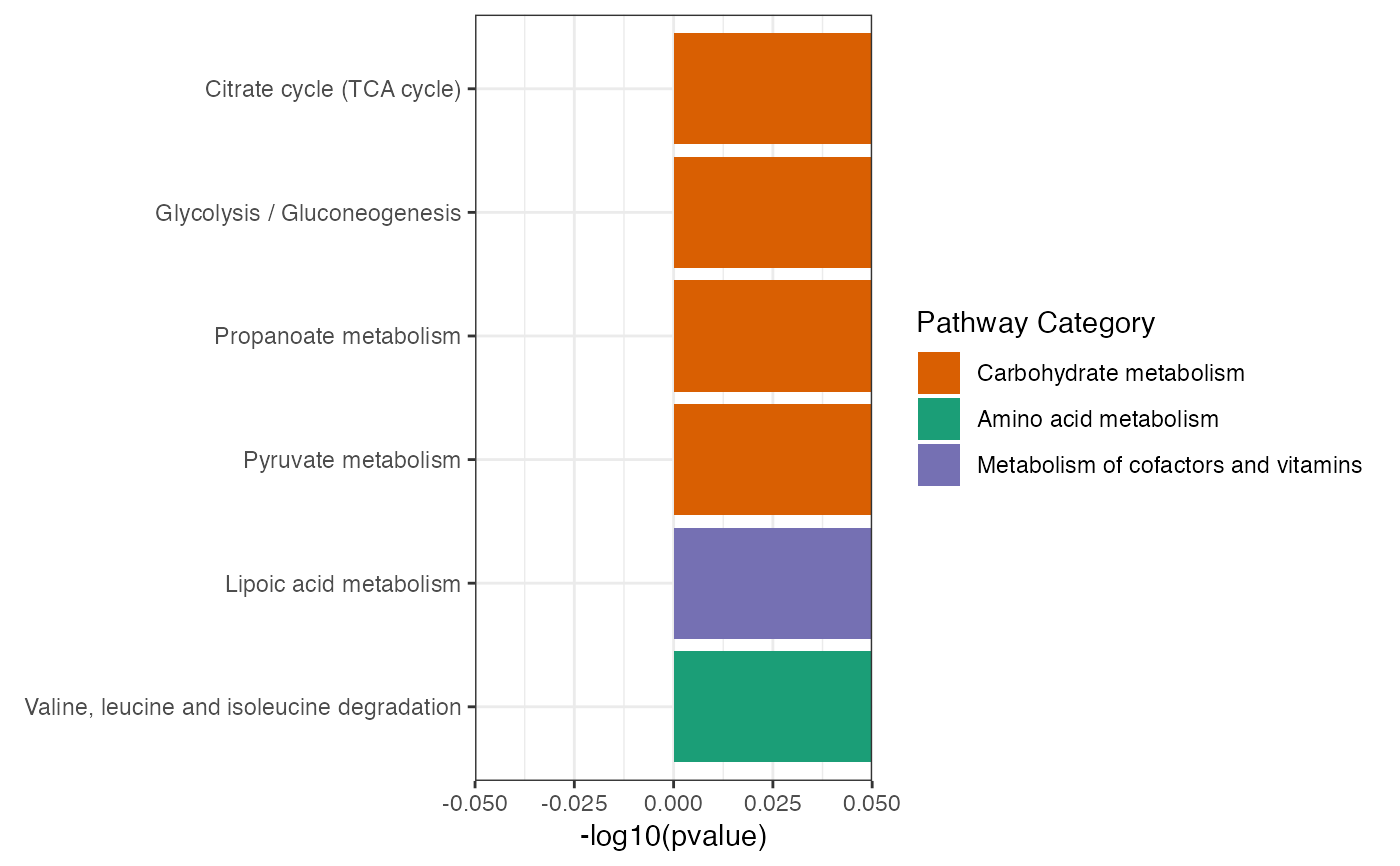 Citrate cycle (TCA cycle)
Glycolysis / Gluconeogenesis
Propanoate metabolism
Pyruvate metabolism
Lipoic acid metabolism
Valine, leucine and isoleucine degradation
-0.050 -0.025 0.000 0.025 0.050
-log10(pvalue)
Pathway Category
Carbohydrate metabolism
Amino acid metabolism
Metabolism of cofactors and vitamins